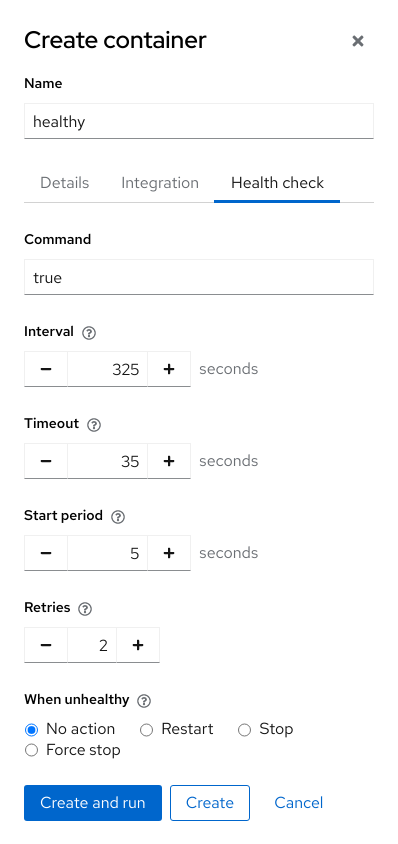 Create container
Name
healthy
Details Integration Health check
Command
true
Interval
325 seconds
Timeout
35 seconds
Start period
5 seconds
Retries
2
When unhealthy
No action Restart Stop
Force stop
Create and run Create Cancel